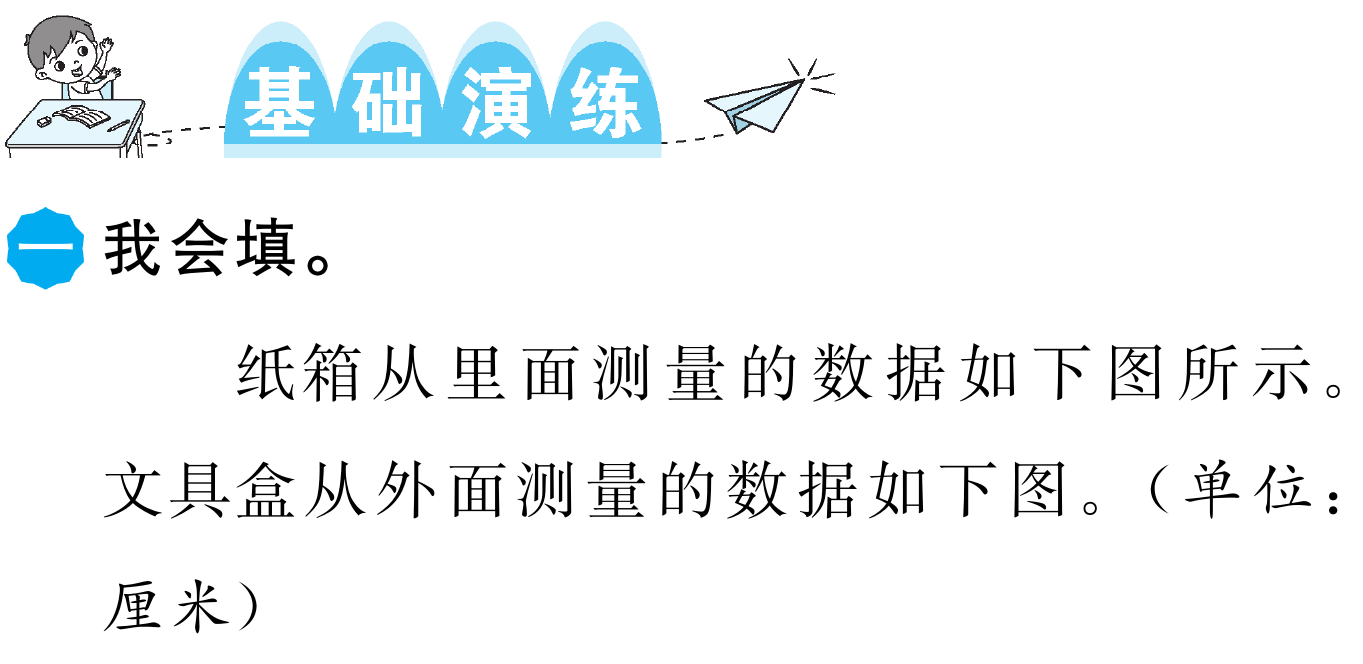 基础演练
一 我会填。
纸箱从里面测量的数据如下图所示。
文具盒从外面测量的数据如下图。（单位：
厘米）